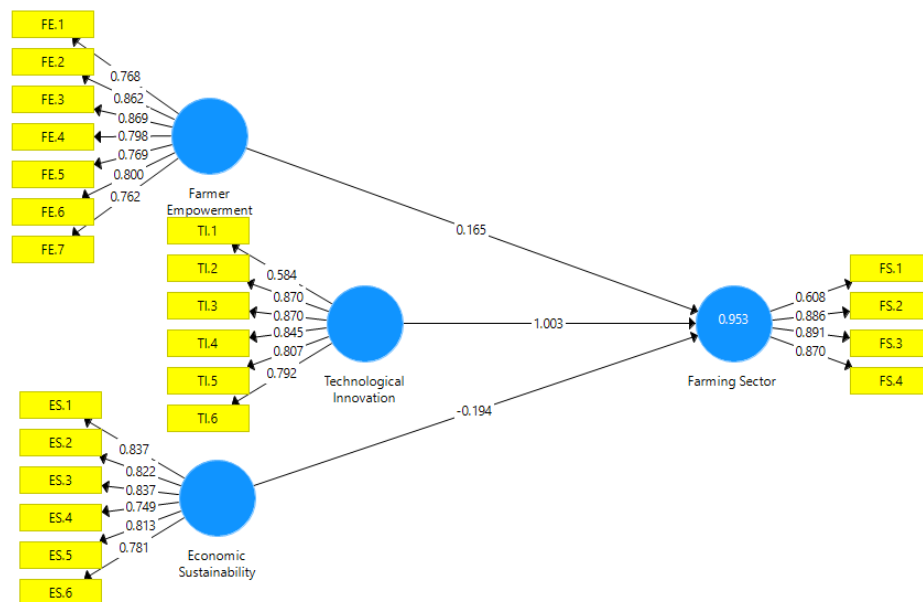 FE.1
FE.2
FE.3
FE.4
FE.5
FE.6
FE.7
0.768
0.862
0.869
0.798
0.769
0.800
0.762
Farmer
Empowerment
0.165
TI.1
TI.2
TI.3
TI.4
TI.5
TI.6
0.584
0.870
0.870
0.845
0.807
0.792
Technological
Innovation
1.003
ES.1
ES.2
ES.3
ES.4
ES.5
ES.6
0.837
0.822
0.837
0.749
0.813
0.781
Economic
Sustainability
-0.194
0.953
Farming Sector
0.608
0.886
0.891
0.870
FS.1
FS.2
FS.3
FS.4